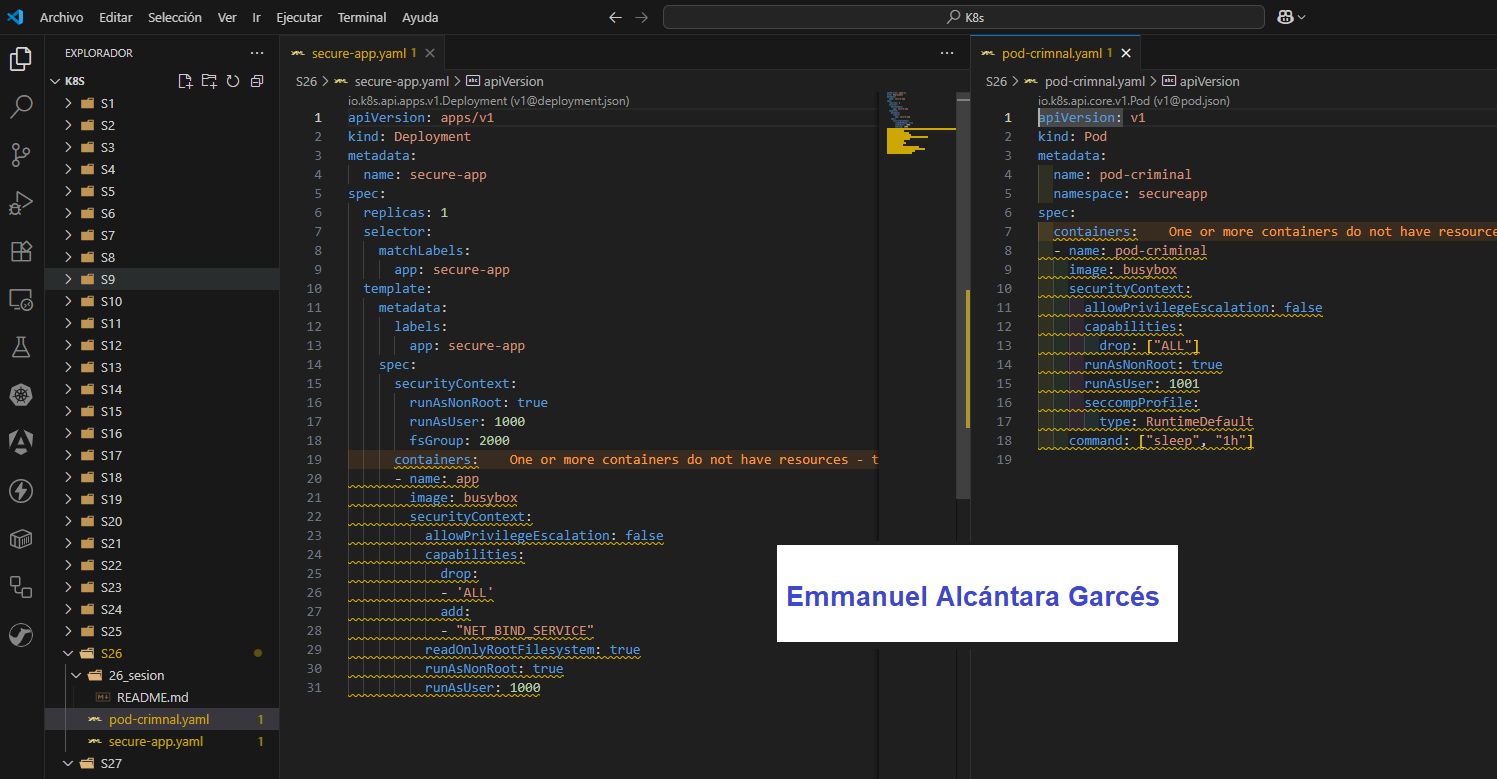 Archivo Editar Selección Ver Ir Ejecutar Terminal Ayuda
K8s
EXPLORADOR
K8S
S1
S2
S3
S4
S5
S6
S7
S8
S9
S10
S11
S12
S13
S14
S15
S16
S17
S18
S19
S20
S21
S22
S23
S24
S25
S26
26_sesion
README.md
pod-crimnal.yaml 1
secure-app.yaml 1
S27
secure-app.yaml 1
S26 > secure-app.yaml > apiVersion
io.k8s.api.apps.v1.Deployment (v1@deployment.json)
1 apiVersion: apps/v1
2 kind: Deployment
3 metadata:
4 name: secure-app
5 spec:
6 replicas: 1
7 selector:
8 matchLabels:
9 app: secure-app
10 template:
11 metadata:
12 labels:
13 app: secure-app
14 spec:
15 securityContext:
16 runAsNonRoot: true
17 runAsUser: 1000
18 fsGroup: 2000
19 containers: One or more containers do not have resources - t
20 - name: app
21 image: busybox
22 securityContext:
23 allowPrivilegeEscalation: false
24 capabilities:
25 drop:
26 - 'ALL'
27 add:
28 - "NET_BIND_SERVICE"
29 readOnlyRootFilesystem: true
30 runAsNonRoot: true
31 runAsUser: 1000
pod-crimnal.yaml 1
S26 > pod-crimnal.yaml > apiVersion
io.k8s.api.core.v1.Pod (v1@pod.json)
1 apiVersion: v1
2 kind: Pod
3 metadata:
4 name: pod-criminal
5 namespace: secureapp
6 spec:
7 containers: One or more containers do not have resource
8 - name: pod-criminal
9 image: busybox
10 securityContext:
11 allowPrivilegeEscalation: false
12 capabilities:
13 drop: ["ALL"]
14 runAsNonRoot: true
15 runAsUser: 1001
16 seccompProfile:
17 type: RuntimeDefault
18 command: ["sleep", "1h"]
19
Emmanuel Alcántara Garcés